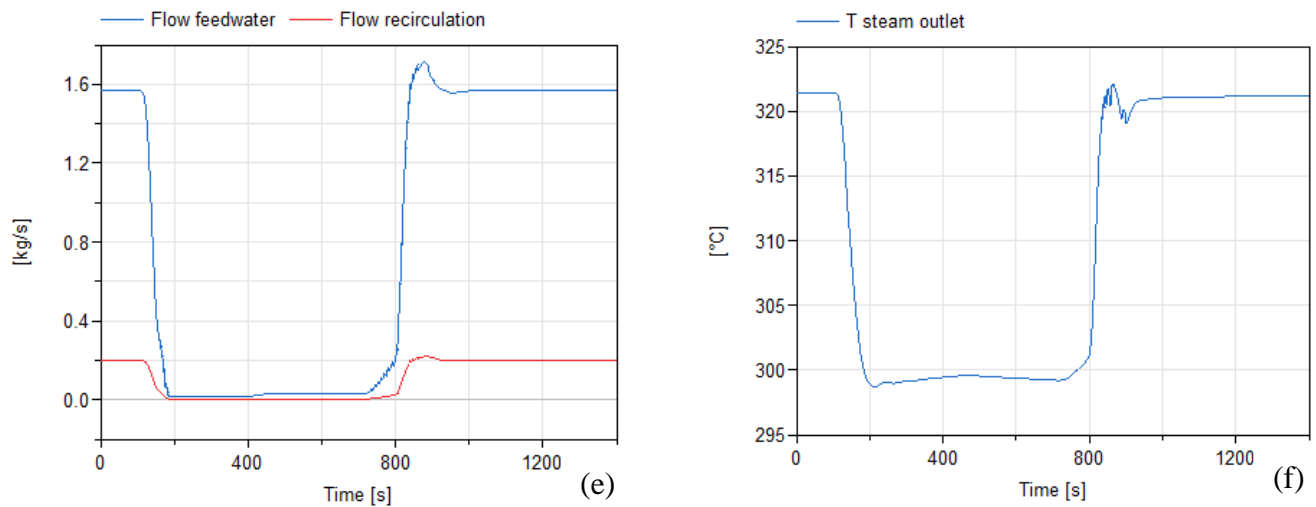 Flow feedwater Flow recirculation
[kg/s]
1.6
1.2
0.8
0.4
0.0
0 400 800 1200
Time [s]
(e)
T steam outlet
[°C]
325
320
315
310
305
300
295
0 400 800 1200
Time [s]
(f)